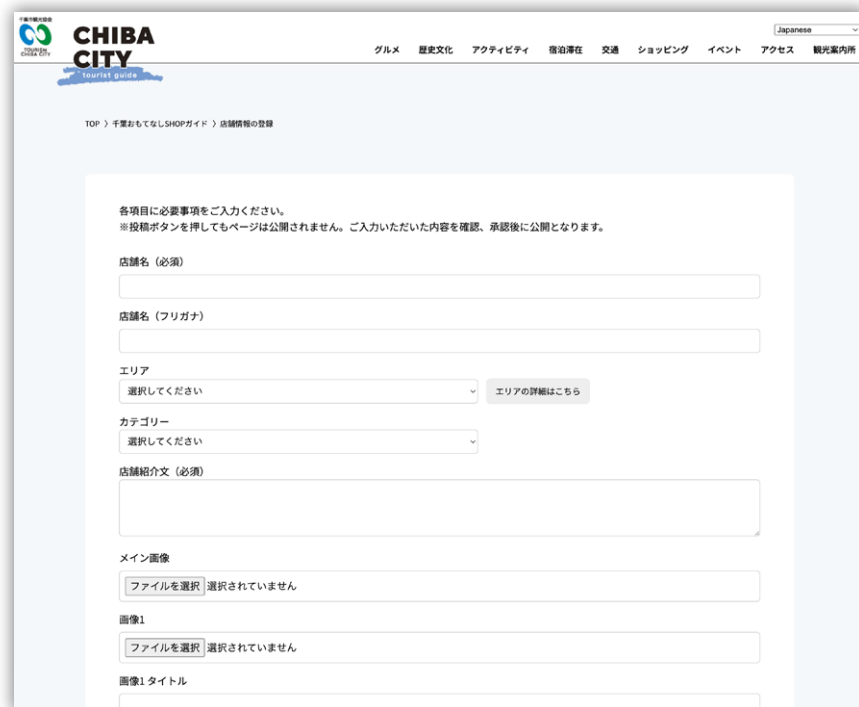 千葉市観光協会
TOURISM
CHIBA CITY
CHIBA
CITY
tourist guide
Japanese
グルメ 歴史文化 アクティビティ 宿泊滞在 交通 ショッピング イベント アクセス 観光案内所
TOP 〉千葉おもてなしSHOPガイド 〉店舗情報の登録
各項目に必要事項をご入力ください。
※投稿ボタンを押してもページは公開されません。ご入力いただいた内容を確認、承認後に公開となります。
店舗名（必須）
店舗名（フリガナ）
エリア
選択してください エリアの詳細はこちら
カテゴリー
選択してください
店舗紹介文（必須）
メイン画像
ファイルを選択 選択されていません
画像1
ファイルを選択 選択されていません
画像1 タイトル